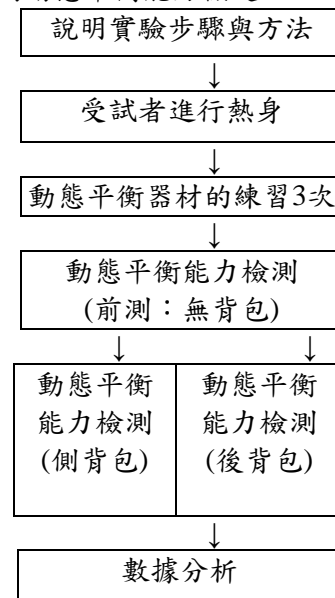 說明實驗步驟與方法
↓
受試者進行熱身
↓
動態平衡器材的練習3次
↓
動態平衡能力檢測
(前測：無背包)
↓ ↓
動態平衡
能力檢測
(側背包)
動態平衡
能力檢測
(後背包)
↓
數據分析